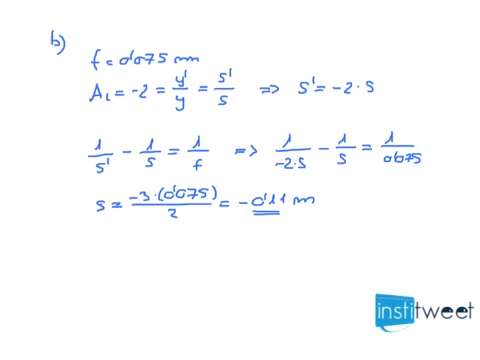 b)
f = 0'075 m
AL = -2 = y'/y = s'/s => s' = -2 · s
1/s' - 1/s = 1/f => 1/-2·s - 1/s = 1/0'075
s = -3·(0'075)/2 = -0'11 m
institweet